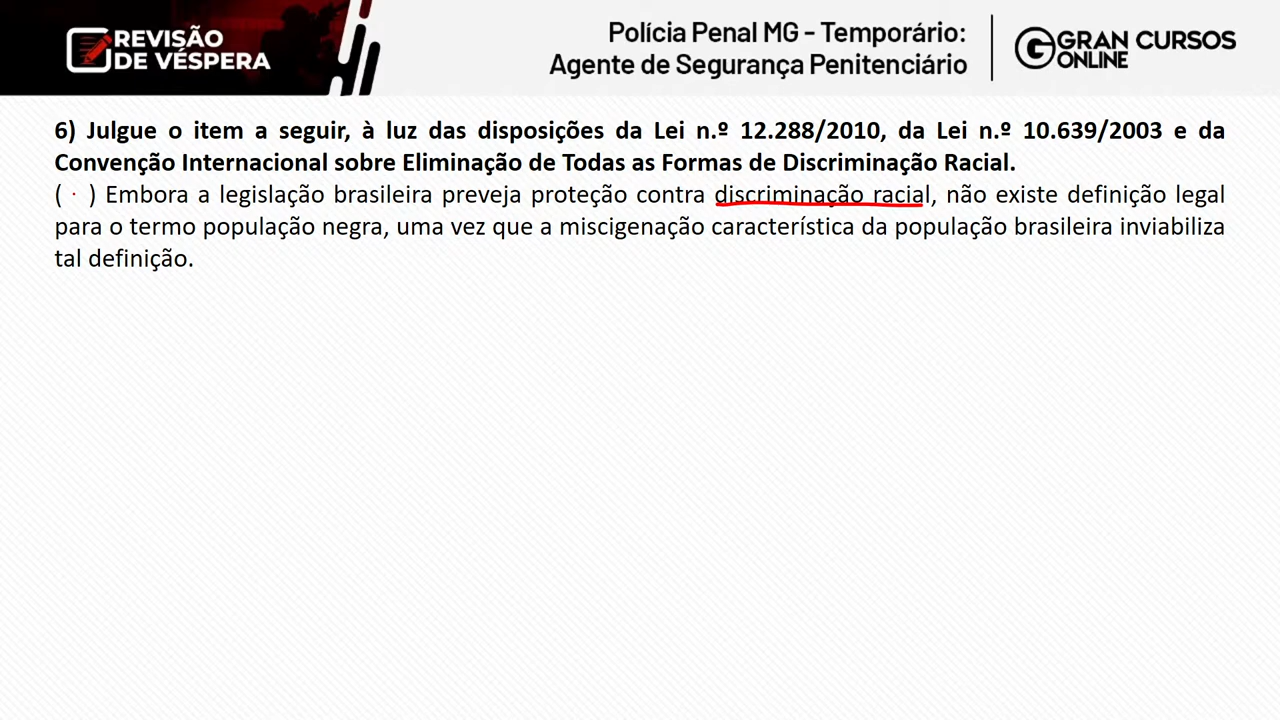 REVISÃO
DE VÉSPERA
Polícia Penal MG - Temporário:
Agente de Segurança Penitenciário
GRAN CURSOS
ONLINE
6) Julgue o item a seguir, à luz das disposições da Lei n.º 12.288/2010, da Lei n.º 10.639/2003 e da
Convenção Internacional sobre Eliminação de Todas as Formas de Discriminação Racial.
( · ) Embora a legislação brasileira preveja proteção contra discriminação racial, não existe definição legal
para o termo população negra, uma vez que a miscigenação característica da população brasileira inviabiliza
tal definição.